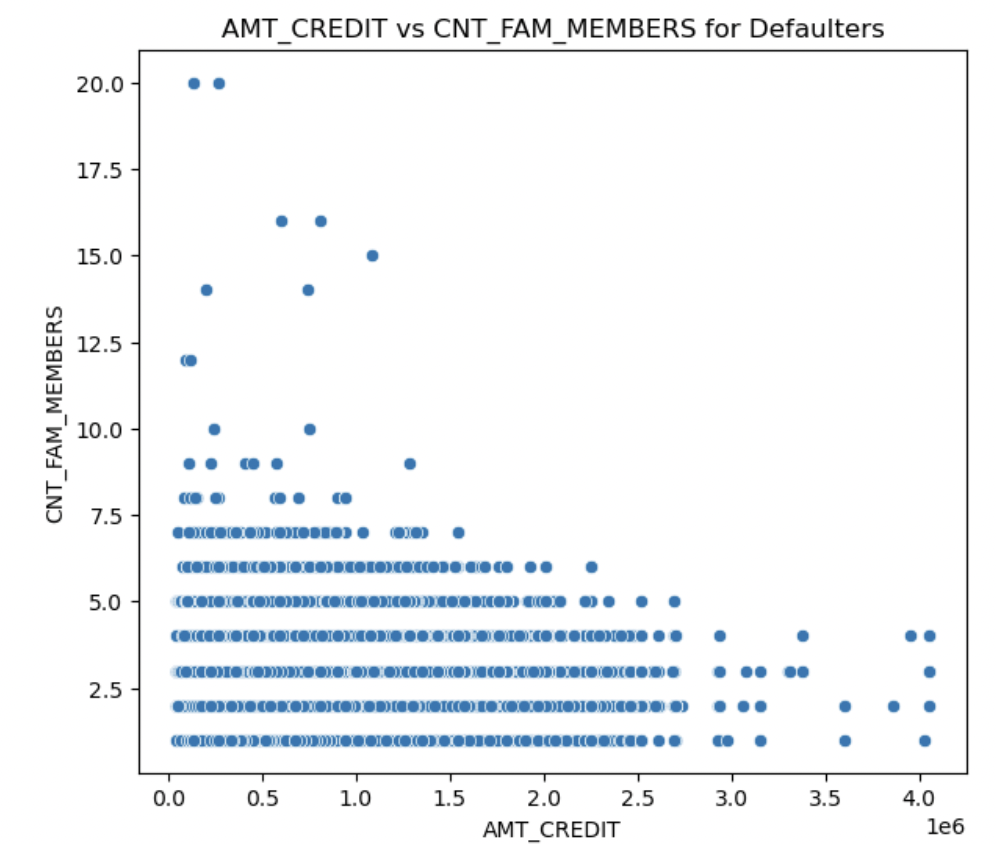 AMT_CREDIT vs CNT_FAM_MEMBERS for Defaulters
20.0
17.5
15.0
12.5
10.0
7.5
5.0
2.5
CNT_FAM_MEMBERS
0.0 0.5 1.0 1.5 2.0 2.5 3.0 3.5 4.0
1e6
AMT_CREDIT